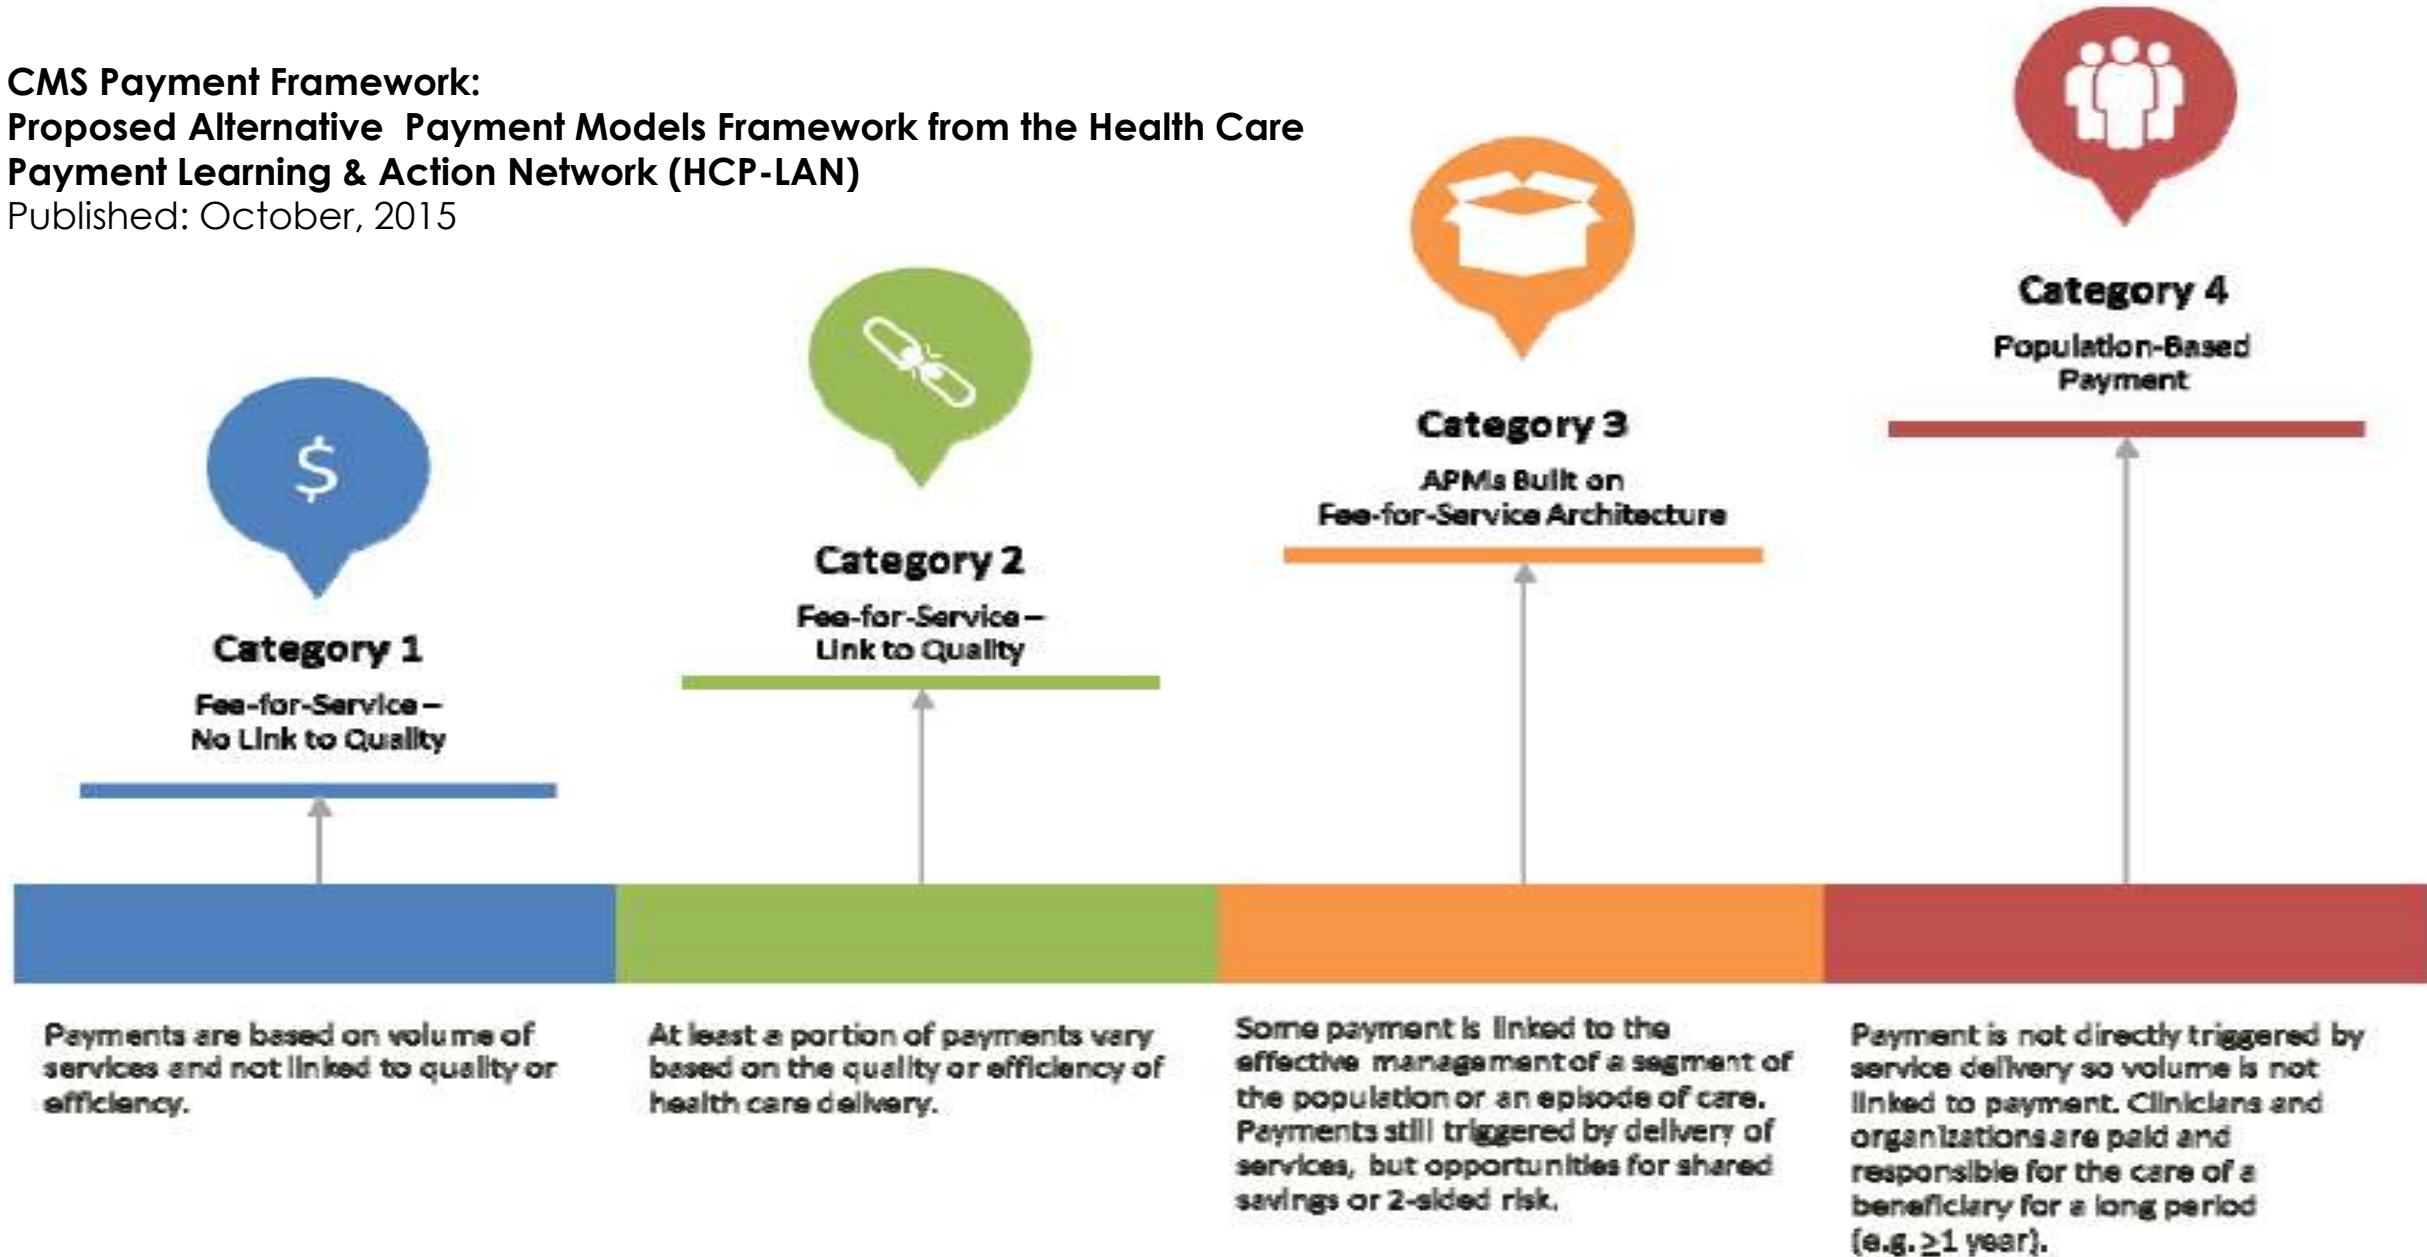 CMS Payment Framework:
Proposed Alternative Payment Models Framework from the Health Care
Payment Learning & Action Network (HCP-LAN)
Published: October, 2015
$
Category 1
Fee-for-Service –
No Link to Quality
Category 2
Fee-for-Service –
Link to Quality
Category 3
APMs Built on
Fee-for-Service Architecture
Category 4
Population-Based
Payment
Payments are based on volume of
services and not linked to quality or
efficiency.
At least a portion of payments vary
based on the quality or efficiency of
health care delivery.
Some payment is linked to the
effective management of a segment of
the population or an episode of care.
Payments still triggered by delivery of
services, but opportunities for shared
savings or 2-sided risk.
Payment is not directly triggered by
service delivery so volume is not
linked to payment. Clinicians and
organizations are paid and
responsible for the care of a
beneficiary for a long period
(e.g. ≥1 year).